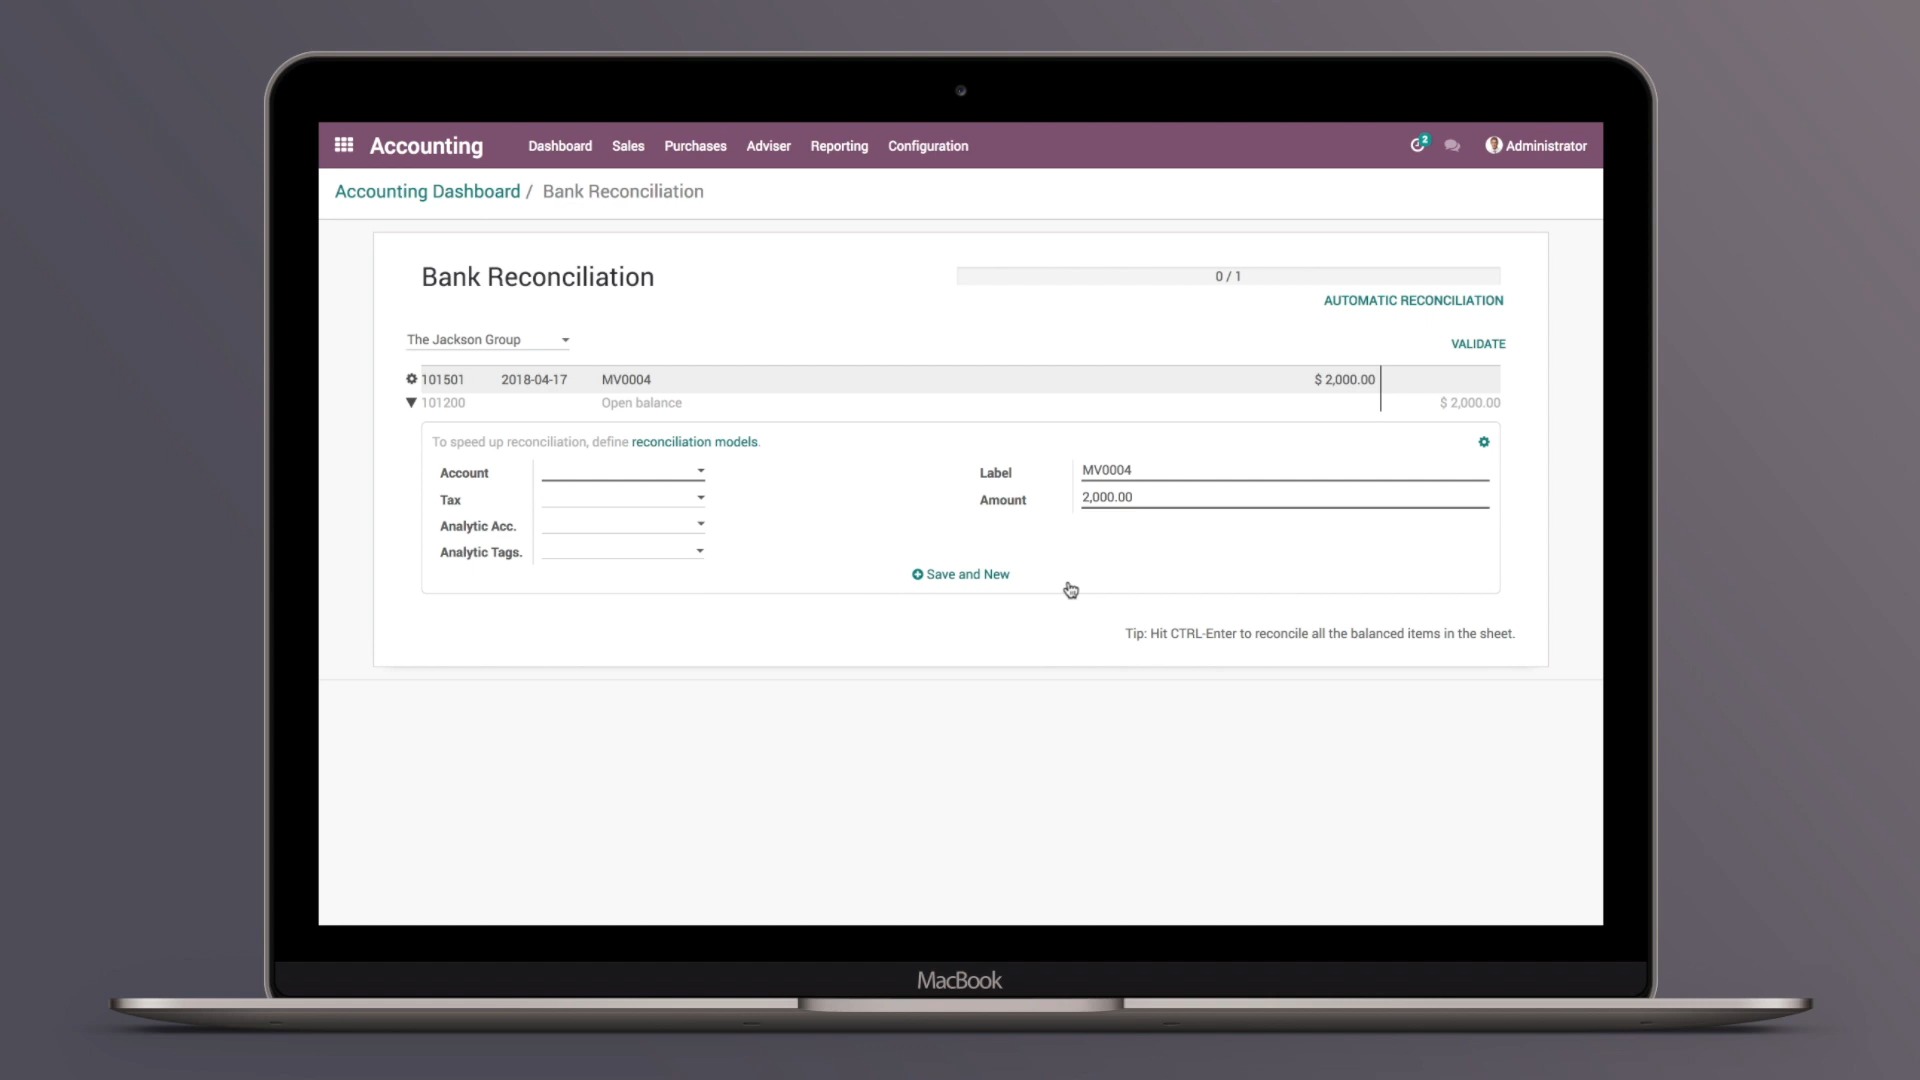 Accounting Dashboard Sales Purchases Adviser Reporting Configuration 2 Administrator
Accounting Dashboard / Bank Reconciliation
Bank Reconciliation 0 / 1
AUTOMATIC RECONCILIATION
The Jackson Group VALIDATE
101501 2018-04-17 MV0004 $ 2,000.00
101200 Open balance $ 2,000.00
To speed up reconciliation, define reconciliation models.
Account Label MV0004
Tax Amount 2,000.00
Analytic Acc.
Analytic Tags.
Save and New
Tip: Hit CTRL-Enter to reconcile all the balanced items in the sheet.
MacBook